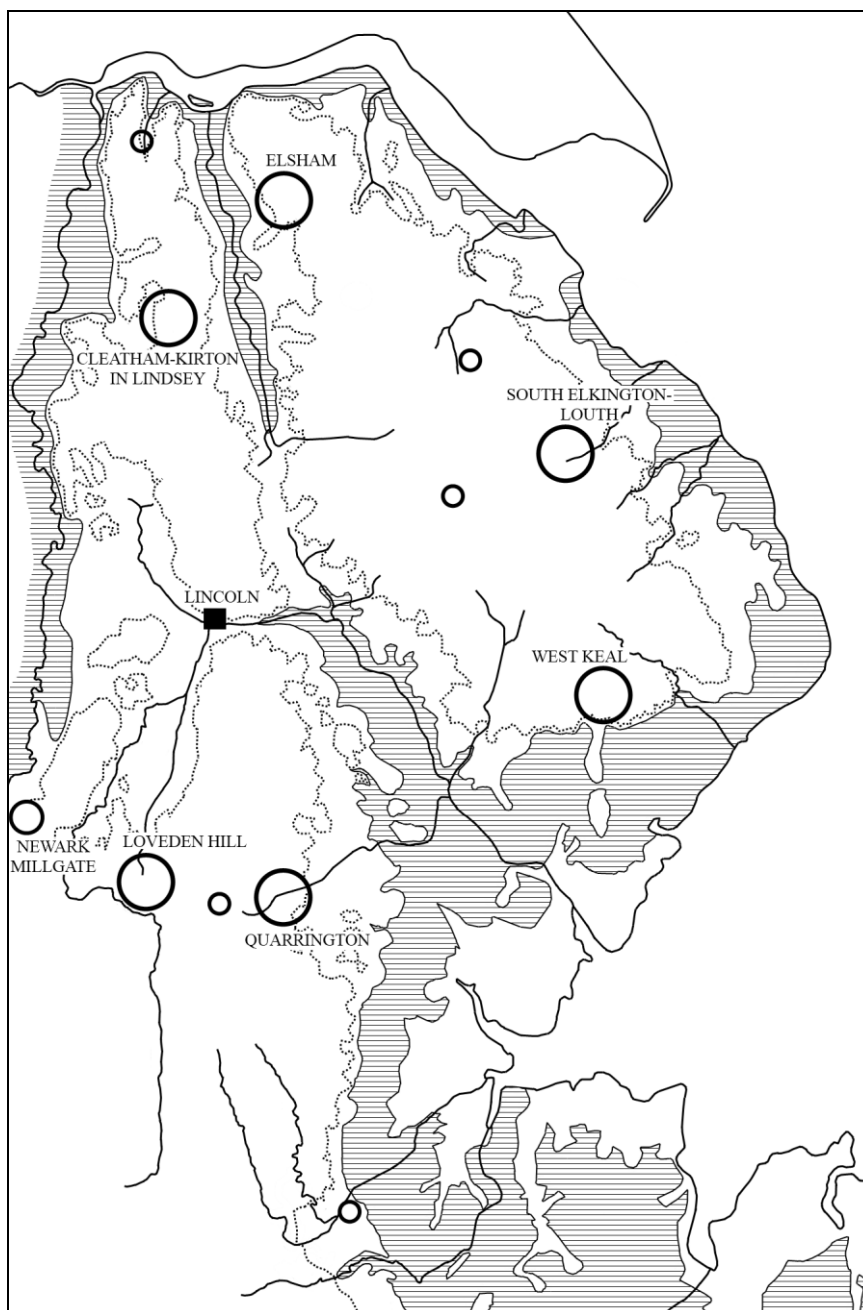 ELSHAM
CLEATHAM-KIRTON
IN LINDSEY
SOUTH ELKINGTON-
LOUTH
LINCOLN
WEST KEAL
NEWARK
MILLGATE
LOVEDEN HILL
QUARRINGTON